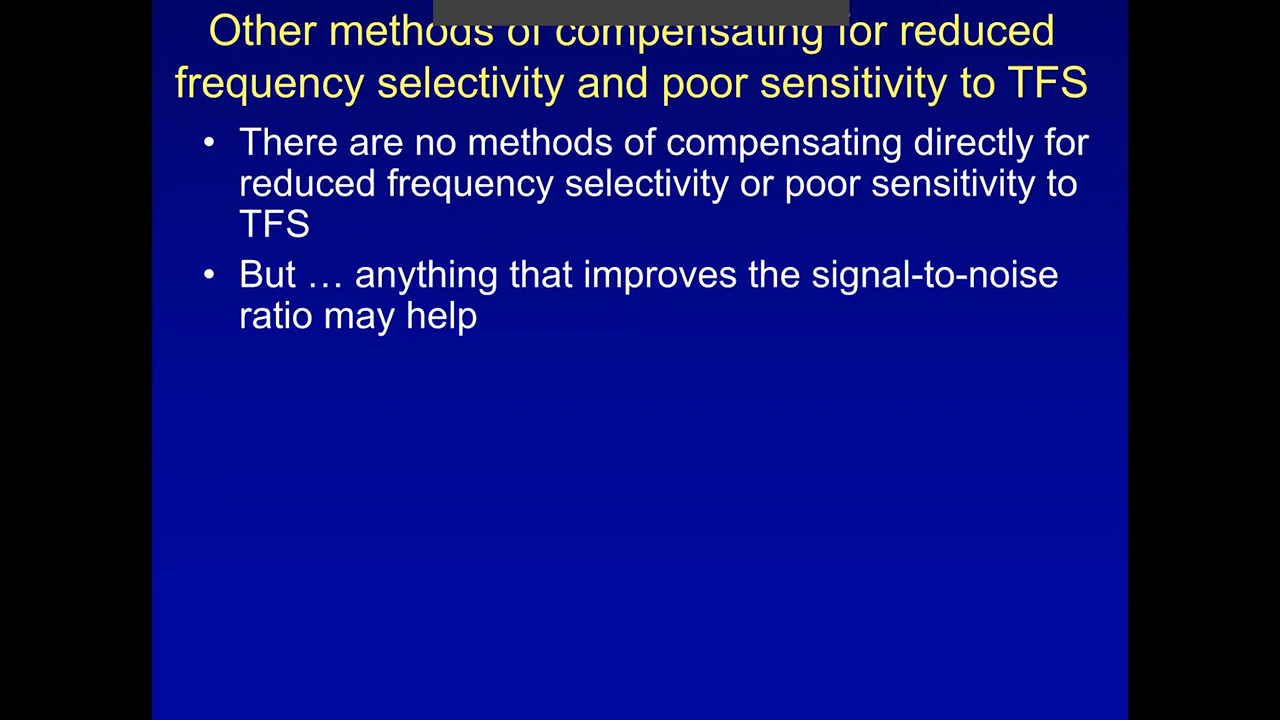 Other methods of compensating for reduced
frequency selectivity and poor sensitivity to TFS
• There are no methods of compensating directly for
reduced frequency selectivity or poor sensitivity to
TFS
• But … anything that improves the signal-to-noise
ratio may help